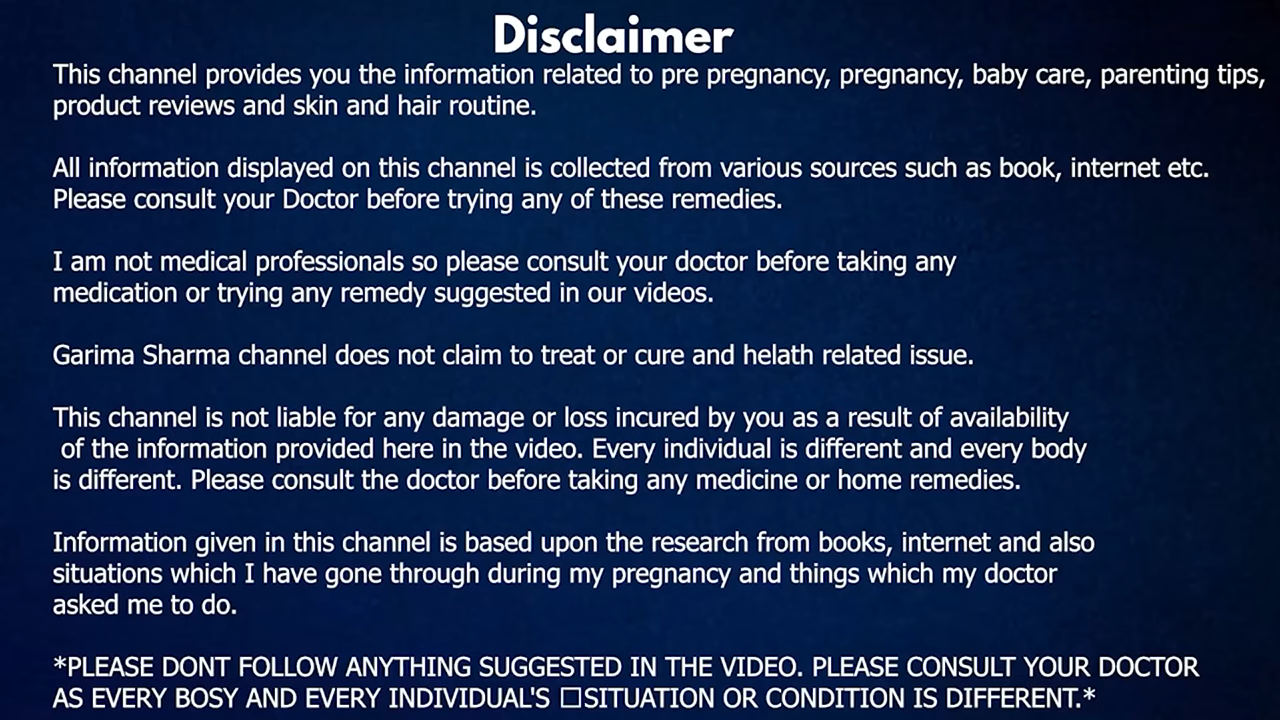 Disclaimer
This channel provides you the information related to pre pregnancy, pregnancy, baby care, parenting tips,
product reviews and skin and hair routine.
All information displayed on this channel is collected from various sources such as book, internet etc.
Please consult your Doctor before trying any of these remedies.
I am not medical professionals so please consult your doctor before taking any
medication or trying any remedy suggested in our videos.
Garima Sharma channel does not claim to treat or cure and helath related issue.
This channel is not liable for any damage or loss incured by you as a result of availability
of the information provided here in the video. Every individual is different and every body
is different. Please consult the doctor before taking any medicine or home remedies.
Information given in this channel is based upon the research from books, internet and also
situations which I have gone through during my pregnancy and things which my doctor
asked me to do.
*PLEASE DONT FOLLOW ANYTHING SUGGESTED IN THE VIDEO. PLEASE CONSULT YOUR DOCTOR
AS EVERY BOSY AND EVERY INDIVIDUAL'S □SITUATION OR CONDITION IS DIFFERENT.*